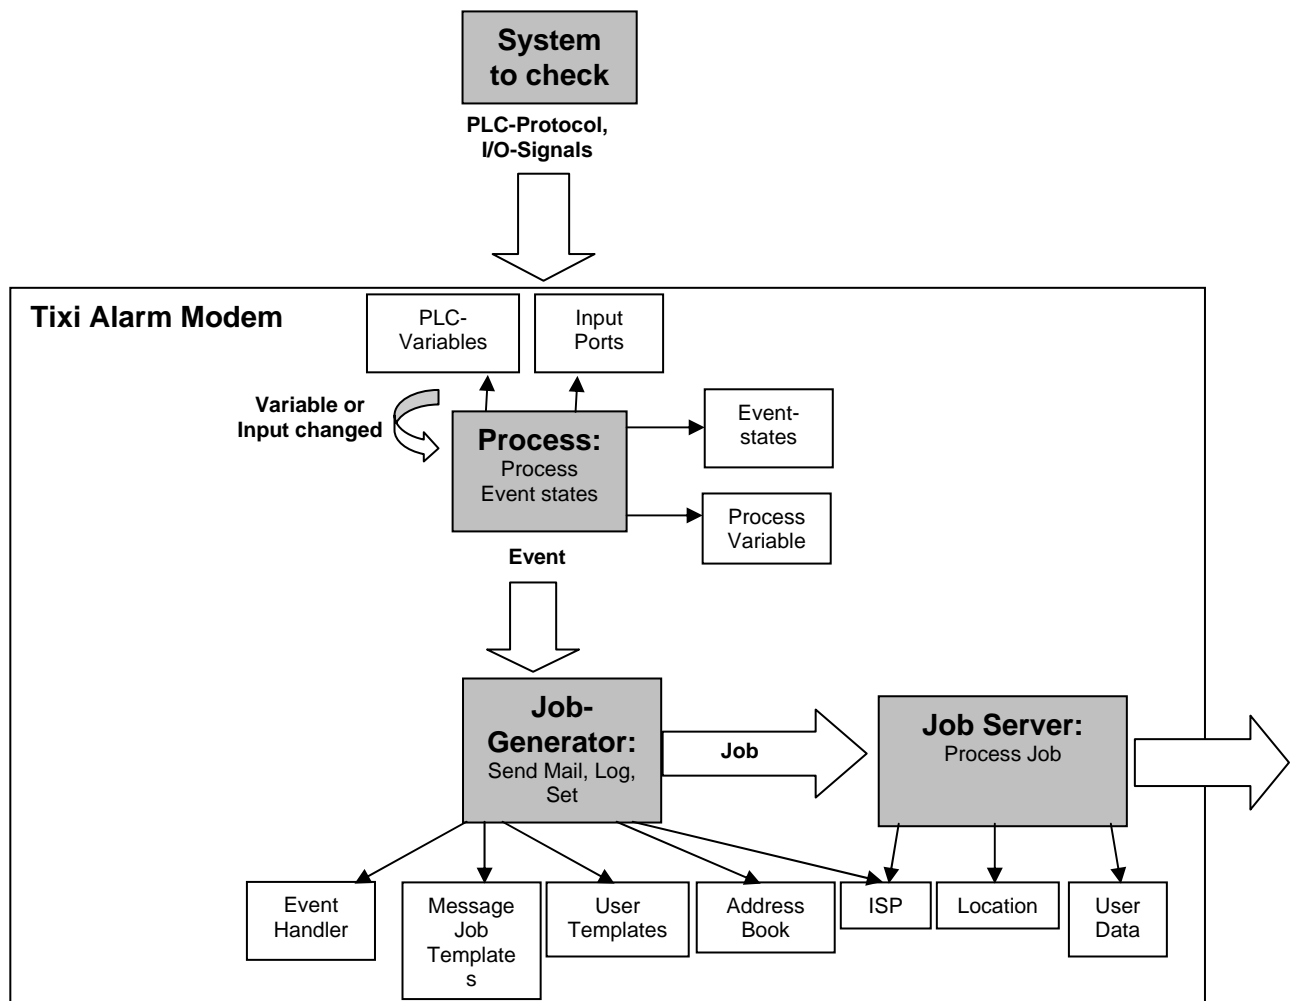 System
to check
PLC-Protocol,
I/O-Signals
Tixi Alarm Modem
PLC-
Variables
Input
Ports
Variable or
Input changed
Process:
Process
Event states
Event-
states
Process
Variable
Event
Job-
Generator:
Send Mail, Log,
Set
Job
Job Server:
Process Job
Event
Handler
Message
Job
Template
s
User
Templates
Address
Book
ISP
Location
User
Data